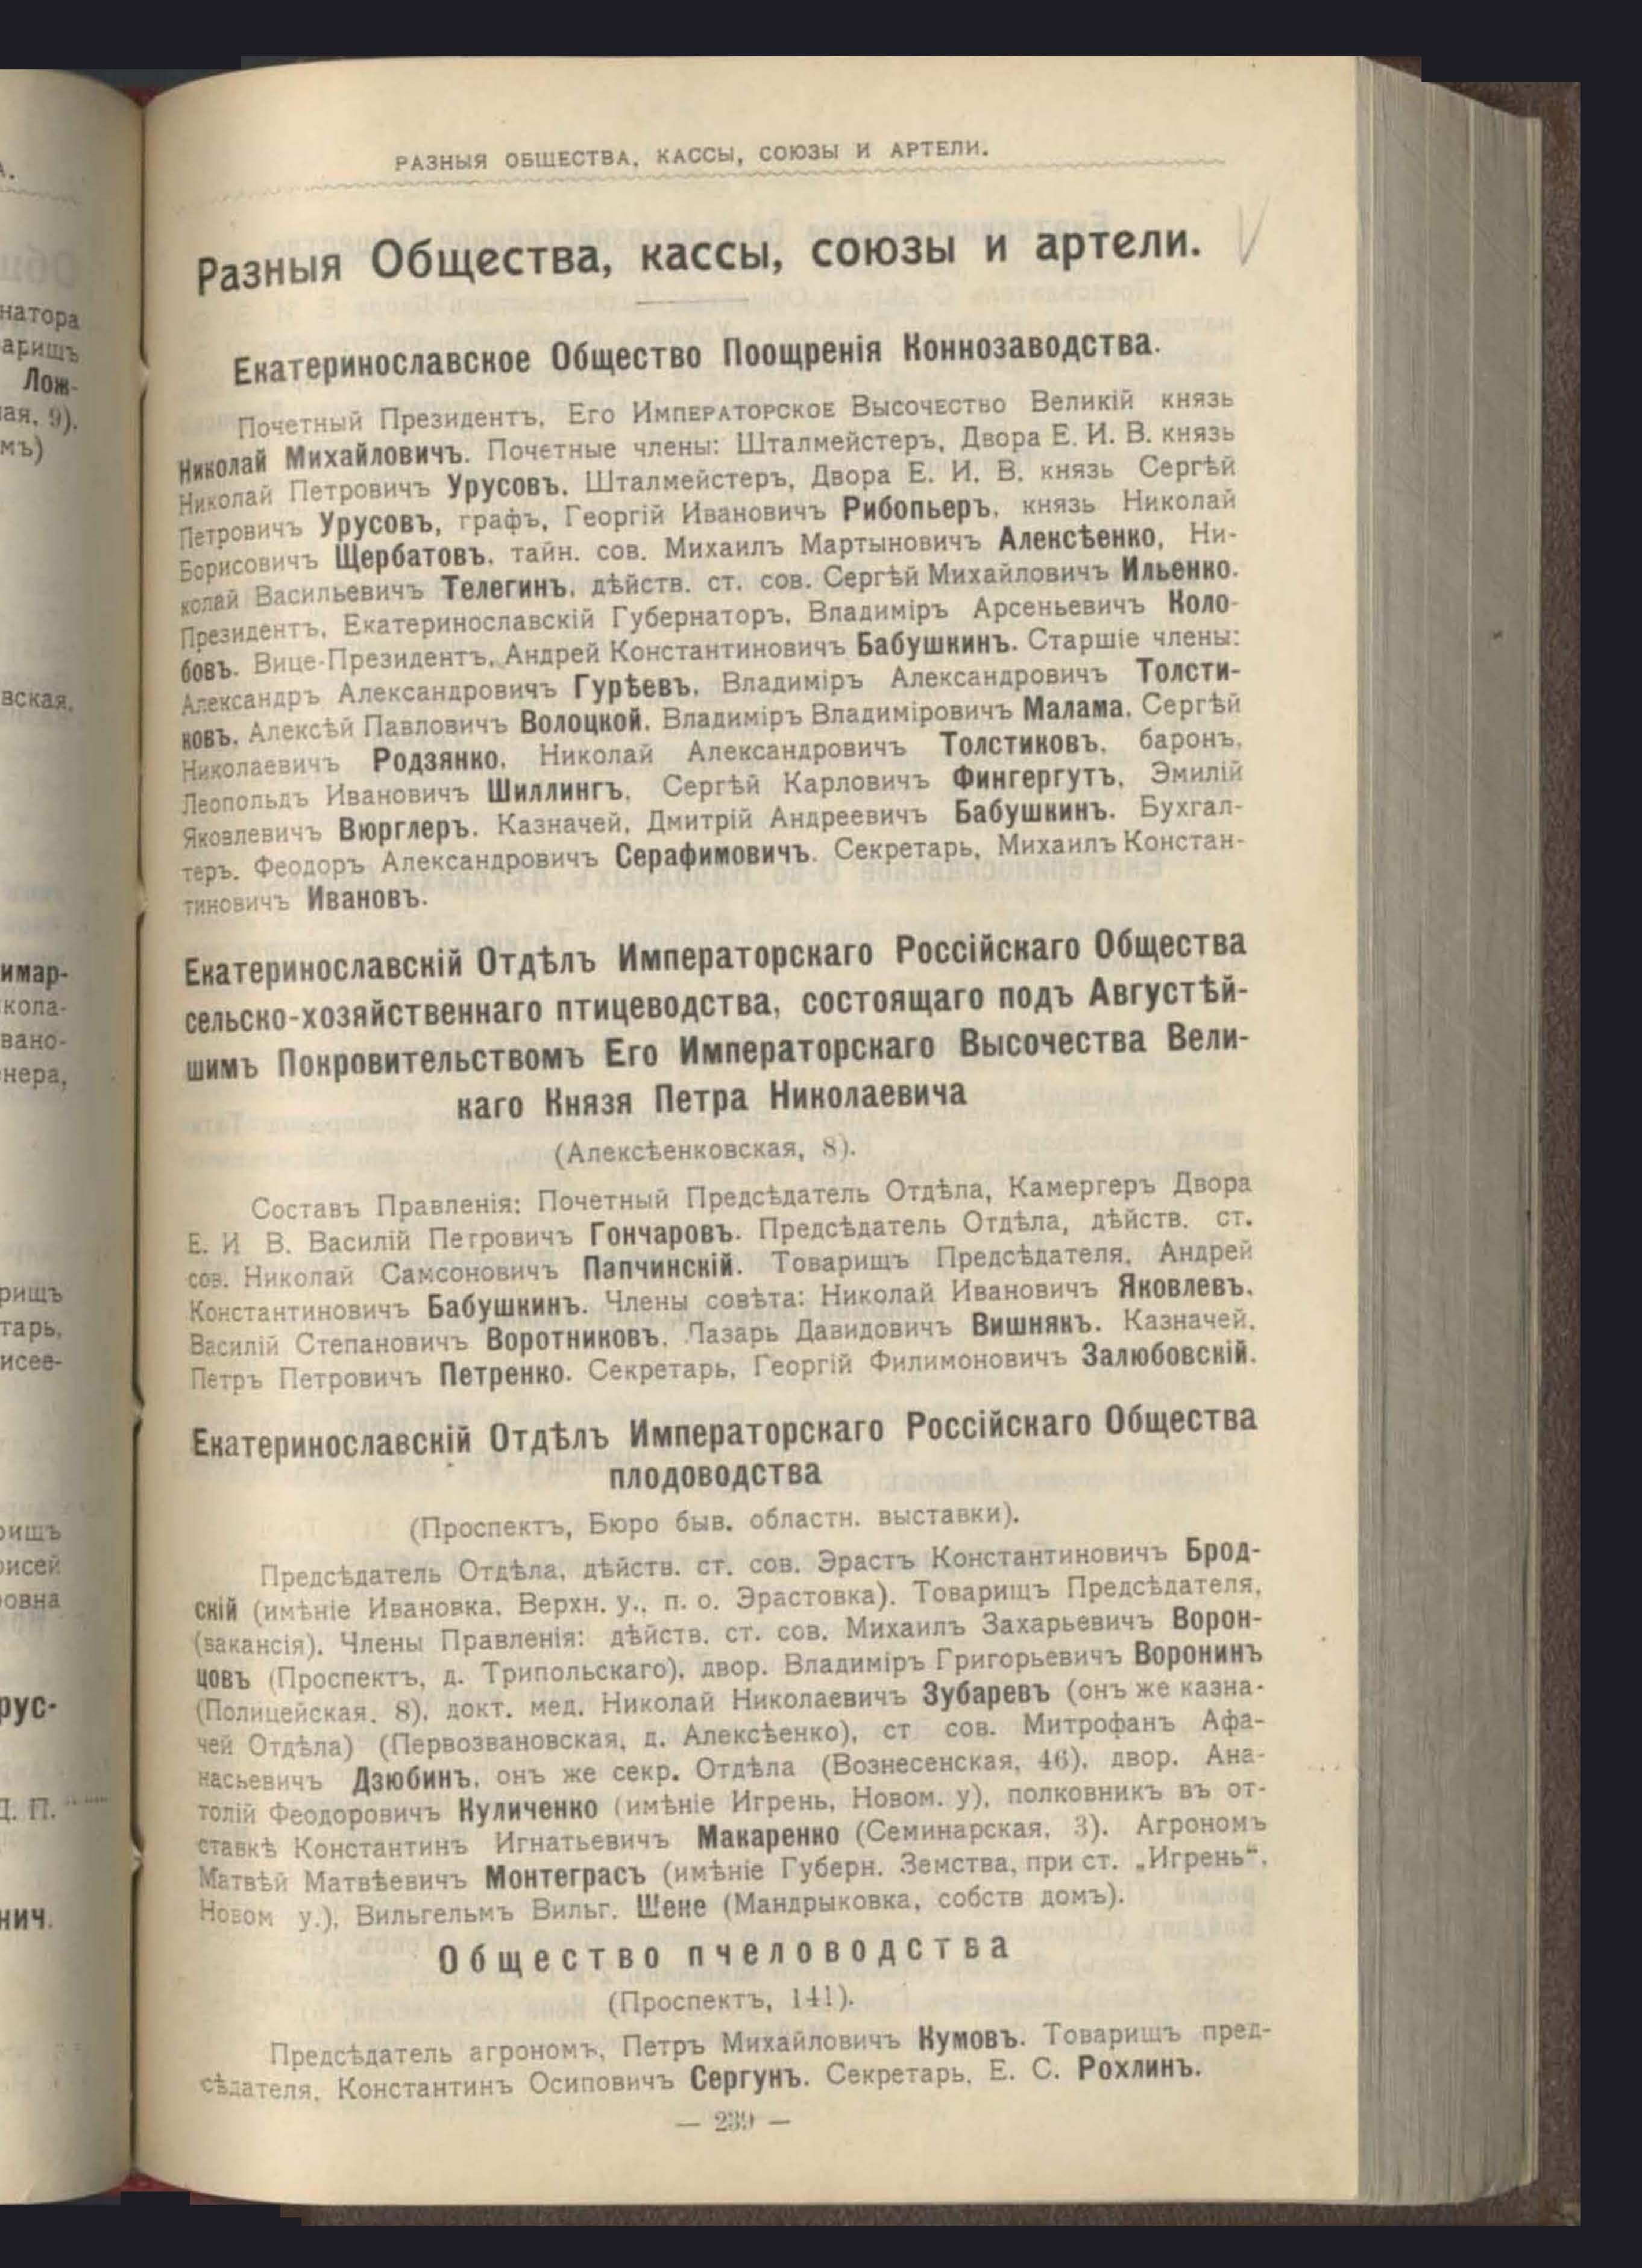 РАЗНЫЯ ОБЩЕСТВА, КАССЫ, СОЮЗЫ И АРТЕЛИ.
Разныя Общества, кассы, союзы и артели.
Екатеринославское Общество Поощренія Коннозаводства.
Почетный Президентъ, Его Императорское Высочество Великій князь
Николай Михайловичъ. Почетные члены: Шталмейстеръ, Двора Е. И. В. князь
Николай Петровичъ Урусовъ, Шталмейстеръ, Двора Е. И. В. князь Сергѣй
Петровичъ Урусовъ, графъ, Георгій Ивановичъ Рибопьеръ, князь Николай
Борисовичъ Щербатовъ, тайн. сов. Михаилъ Мартыновичъ Алексѣенко, Ни-
колай Васильевичъ Телегинъ, дѣйств. ст. сов. Сергѣй Михайловичъ Ильенко.
Президентъ, Екатеринославскій Губернаторъ, Владиміръ Арсеньевичъ Коло-
бовъ. Вице-Президентъ, Андрей Константиновичъ Бабушкинъ. Старшіе члены:
Александръ Александровичъ Гурѣевъ, Владиміръ Александровичъ Толсти-
ковъ, Алексѣй Павловичъ Волоцкой, Владиміръ Владиміровичъ Малама, Сергѣй
Николаевичъ Родзянко, Николай Александровичъ Толстиковъ, баронъ,
Леопольдъ Ивановичъ Шиллингъ, Сергѣй Карловичъ Фингергутъ, Эмилій
Яковлевичъ Вюрглеръ. Казначей, Дмитрій Андреевичъ Бабушкинъ. Бухгал-
теръ, Феодоръ Александровичъ Серафимовичъ. Секретарь, Михаилъ Констан-
тиновичъ Ивановъ.
Екатеринославскій Отдѣлъ Императорскаго Россійскаго Общества
сельско-хозяйственнаго птицеводства, состоящаго подъ Августѣй-
шимъ Покровительствомъ Его Императорскаго Высочества Вели-
каго Князя Петра Николаевича
(Алексѣенковская, 8).
Составъ Правленія: Почетный Предсѣдатель Отдѣла, Камергеръ Двора
Е. И В. Василій Петровичъ Гончаровъ. Предсѣдатель Отдѣла, дѣйств. ст.
сов. Николай Самсоновичъ Папчинскій. Товарищъ Предсѣдателя, Андрей
Константиновичъ Бабушкинъ. Члены совѣта: Николай Ивановичъ Яковлевъ,
Василій Степановичъ Воротниковъ, Лазарь Давидовичъ Вишнякъ. Казначей,
Петръ Петровичъ Петренко. Секретарь, Георгій Филимоновичъ Залюбовскій.
Екатеринославскій Отдѣлъ Императорскаго Россійскаго Общества
плодоводства
(Проспектъ, Бюро быв. областн. выставки).
Предсѣдатель Отдѣла, дѣйств. ст. сов. Эрастъ Константиновичъ Брод-
скій (имѣніе Ивановка, Верхн. у., п. о. Эрастовка). Товарищъ Предсѣдателя,
(вакансія). Члены Правленія: дѣйств. ст. сов. Михаилъ Захарьевичъ Ворон-
цовъ (Проспектъ, д. Трипольскаго), двор. Владиміръ Григорьевичъ Воронинъ
(Полицейская, 8), докт. мед. Николай Николаевичъ Зубаревъ (онъ же казна-
чей Отдѣла) (Первозвановская, д. Алексѣенко), ст сов. Митрофанъ Афа-
насьевичъ Дзюбинъ, онъ же секр. Отдѣла (Вознесенская, 46), двор. Ана-
толій Феодоровичъ Куличенко (имѣніе Игрень, Новом. у), полковникъ въ от-
ставкѣ Константинъ Игнатьевичъ Макаренко (Семинарская, 3). Агрономъ
Матвѣй Матвѣевичъ Монтеграсъ (имѣніе Губерн. Земства, при ст. „Игрень“,
Новом у.), Вильгельмъ Вильг. Шене (Мандрыковка, собств домъ).
Общество пчеловодства
(Проспектъ, 141).
Предсѣдатель агрономъ, Петръ Михайловичъ Кумовъ. Товарищъ пред-
сѣдателя, Константинъ Осиповичъ Сергунъ. Секретарь, Е. С. Рохлинъ.
— 239 —